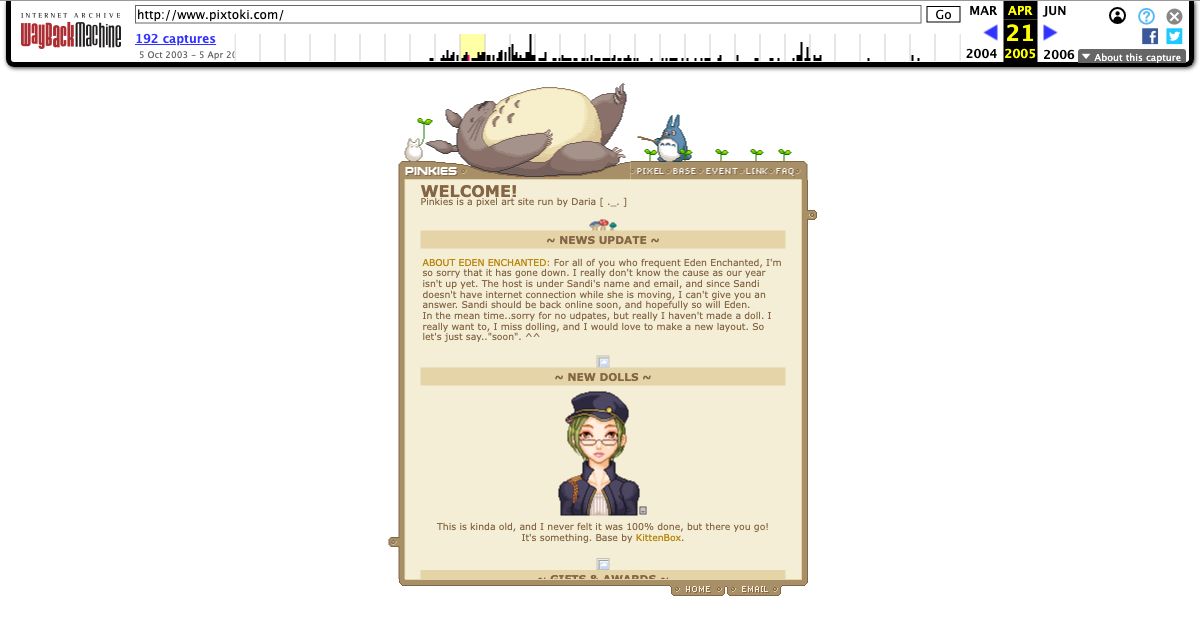 INTERNET ARCHIVE
WayBackMachine
http://www.pixtoki.com/
Go
192 captures
5 Oct 2003 – 5 Apr 20
MAR APR JUN
21
2004 2005 2006
About this capture
PINKIES
PIXEL BASE EVENT LINK FAQ
WELCOME!
Pinkies is a pixel art site run by Daria [ ._. ]
~ NEWS UPDATE ~
ABOUT EDEN ENCHANTED: For all of you who frequent Eden Enchanted, I'm
so sorry that it has gone down. I really don't know the cause as our year
isn't up yet. The host is under Sandi's name and email, and since Sandi
doesn't have internet connection while she is moving, I can't give you an
answer. Sandi should be back online soon, and hopefully so will Eden.
In the mean time..sorry for no udpates, but really I haven't made a doll. I
really want to, I miss dolling, and I would love to make a new layout. So
let's just say.."soon". ^^
~ NEW DOLLS ~
This is kinda old, and I never felt it was 100% done, but there you go!
It's something. Base by KittenBox.
~ GIFTS & AWARDS ~
HOME EMAIL